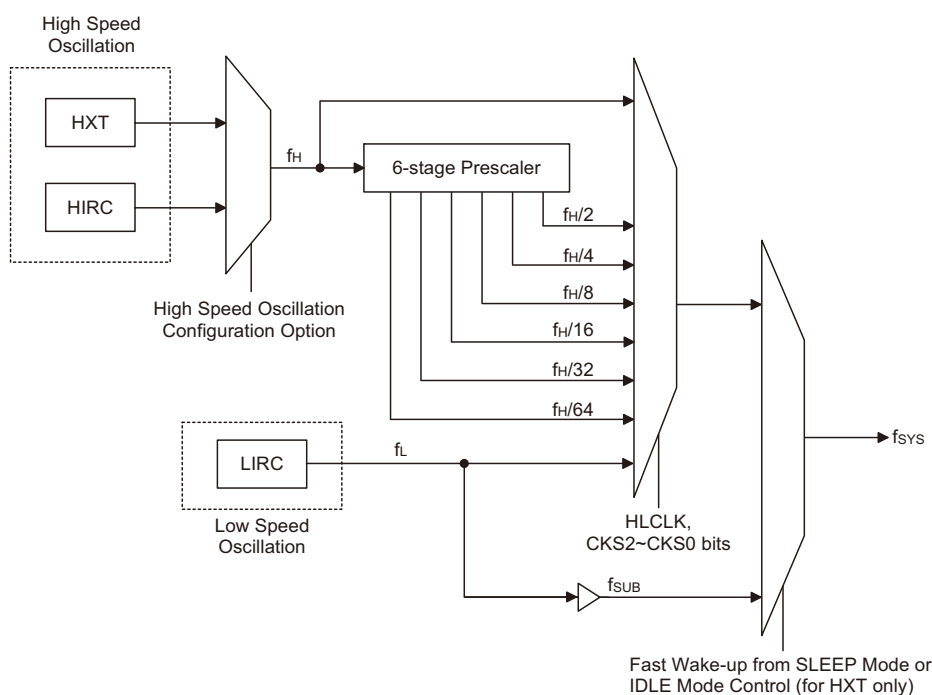 High Speed
Oscillation
HXT
HIRC
fH
6-stage Prescaler
High Speed Oscillation
Configuration Option
fH/2
fH/4
fH/8
fH/16
fH/32
fH/64
LIRC
fL
Low Speed
Oscillation
HLCLK,
CKS2~CKS0 bits
fSUB
fSYS
Fast Wake-up from SLEEP Mode or
IDLE Mode Control (for HXT only)